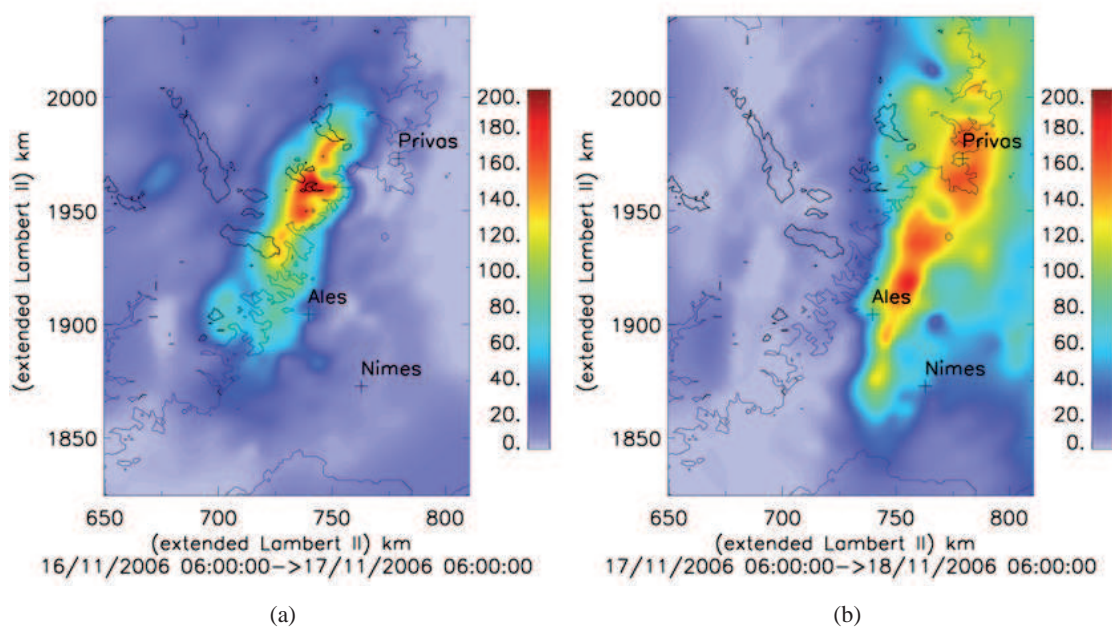 2000
1950
1900
1850
(extended Lambert II) km
Privas
Ales
Nimes
200.
180.
160.
140.
120.
100.
80.
60.
40.
20.
0.
650 700 750 800
(extended Lambert II) km
16/11/2006 06:00:00->17/11/2006 06:00:00
(a)
2000
1950
1900
1850
(extended Lambert II) km
Privas
Ales
Nimes
200.
180.
160.
140.
120.
100.
80.
60.
40.
20.
0.
650 700 750 800
(extended Lambert II) km
17/11/2006 06:00:00->18/11/2006 06:00:00
(b)